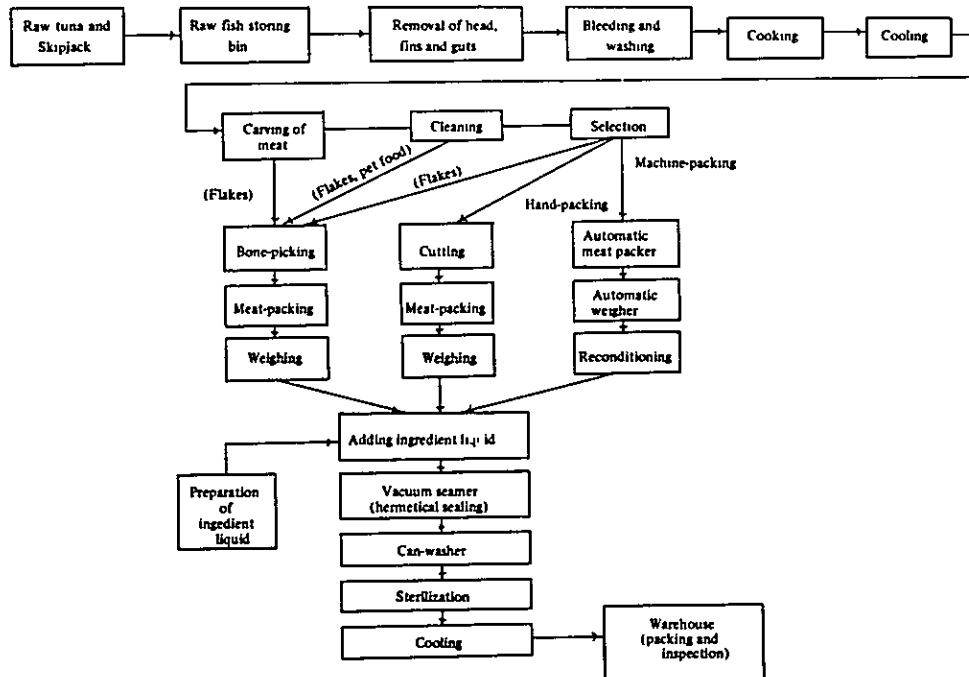 Raw tuna and
Skipjack
Raw fish storing
bin
Removal of head,
fins and guts
Bleeding and
washing
Cooking
Cooling
Carving of
meat
Cleaning
Selection
(Flakes)
(Flakes, pet food)
(Flakes)
Hand-packing
Machine-packing
Bone-picking
Cutting
Automatic
meat packer
Meat-packing
Meat-packing
Automatic
weigher
Weighing
Weighing
Reconditioning
Adding ingredient liquid
Preparation
of
ingedient
liquid
Vacuum seamer
(hermetical sealing)
Can-washer
Sterilization
Cooling
Warehouse
(packing and
inspection)